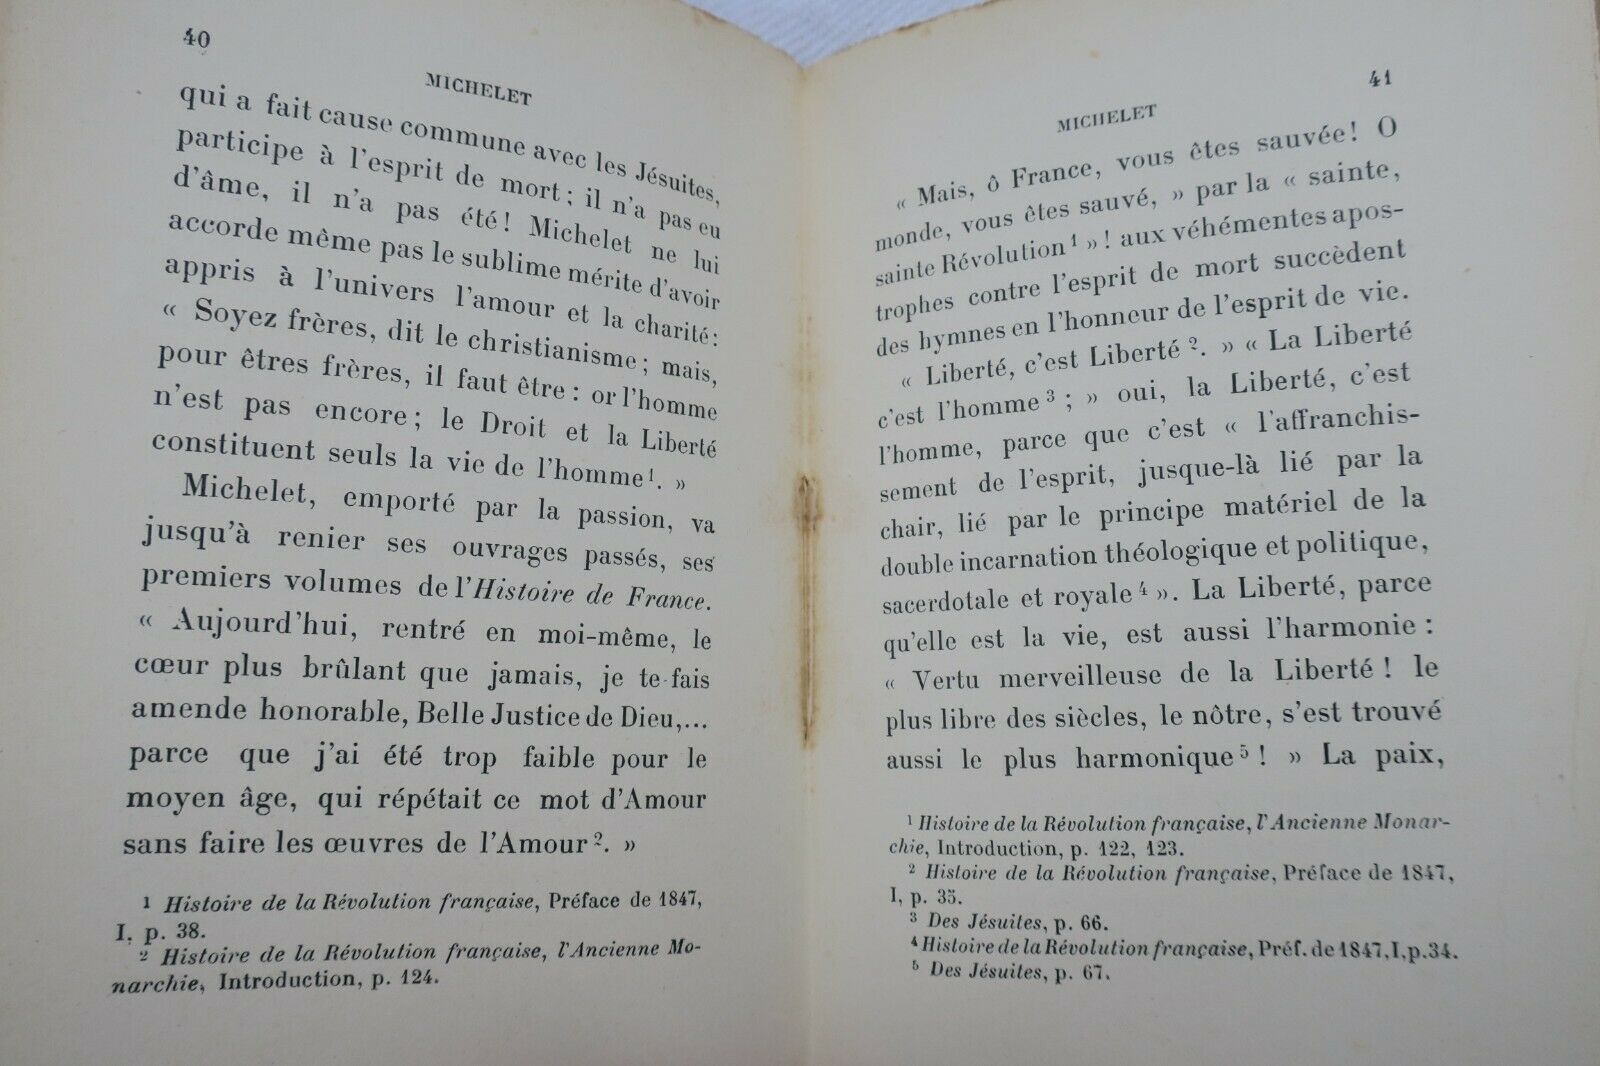 40
MICHELET
qui a fait cause commune avec les Jésuites,
participe à l'esprit de mort ; il n'a pas eu
d'âme, il n'a pas été ! Michelet ne lui
accorde même pas le sublime mérite d'avoir
appris à l'univers l'amour et la charité :
« Soyez frères, dit le christianisme ; mais,
pour êtres frères, il faut être : or l'homme
n'est pas encore ; le Droit et la Liberté
constituent seuls la vie de l'homme¹. »
Michelet, emporté par la passion, va
jusqu'à renier ses ouvrages passés, ses
premiers volumes de l'Histoire de France.
« Aujourd'hui, rentré en moi-même, le
cœur plus brûlant que jamais, je te fais
amende honorable, Belle Justice de Dieu,...
parce que j'ai été trop faible pour le
moyen âge, qui répétait ce mot d'Amour
sans faire les œuvres de l'Amour². »
1 Histoire de la Révolution française, Préface de 1847,
I, p. 38.
2 Histoire de la Révolution française, l'Ancienne Mo-
narchie, Introduction, p. 124.
41
MICHELET
« Mais, ô France, vous êtes sauvée ! O
monde, vous êtes sauvé, » par la « sainte,
sainte Révolution¹ » ! aux véhémentes apos-
trophes contre l'esprit de mort succèdent
des hymnes en l'honneur de l'esprit de vie.
« Liberté, c'est Liberté². » « La Liberté
c'est l'homme³ ; » oui, la Liberté, c'est
l'homme, parce que c'est « l'affranchis-
sement de l'esprit, jusque-là lié par la
chair, lié par le principe matériel de la
double incarnation théologique et politique,
sacerdotale et royale⁴ ». La Liberté, parce
qu'elle est la vie, est aussi l'harmonie :
« Vertu merveilleuse de la Liberté ! le
plus libre des siècles, le nôtre, s'est trouvé
aussi le plus harmonique⁵ ! » La paix,
1 Histoire de la Révolution française, l'Ancienne Monar-
chie, Introduction, p. 122, 123.
2 Histoire de la Révolution française, Préface de 1847,
I, p. 35.
3 Des Jésuites, p. 66.
4 Histoire de la Révolution française, Préf. de 1847, I, p. 34.
5 Des Jésuites, p. 67.